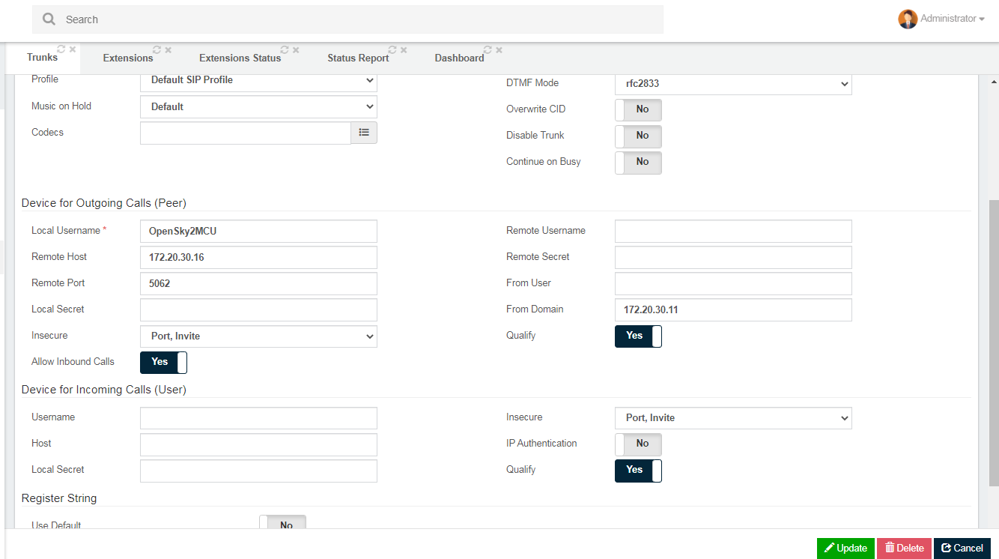 Search
Administrator
Trunks
Extensions
Extensions Status
Status Report
Dashboard
Profile
Default SIP Profile
DTMF Mode
rfc2833
Music on Hold
Default
Overwrite CID
No
Codecs
Disable Trunk
No
Continue on Busy
No
Device for Outgoing Calls (Peer)
Local Username *
OpenSky2MCU
Remote Username
Remote Host
172.20.30.16
Remote Secret
Remote Port
5062
From User
Local Secret
From Domain
172.20.30.11
Insecure
Port, Invite
Qualify
Yes
Allow Inbound Calls
Yes
Device for Incoming Calls (User)
Username
Insecure
Port, Invite
Host
IP Authentication
No
Local Secret
Qualify
Yes
Register String
Use Default
No
Update
Delete
Cancel